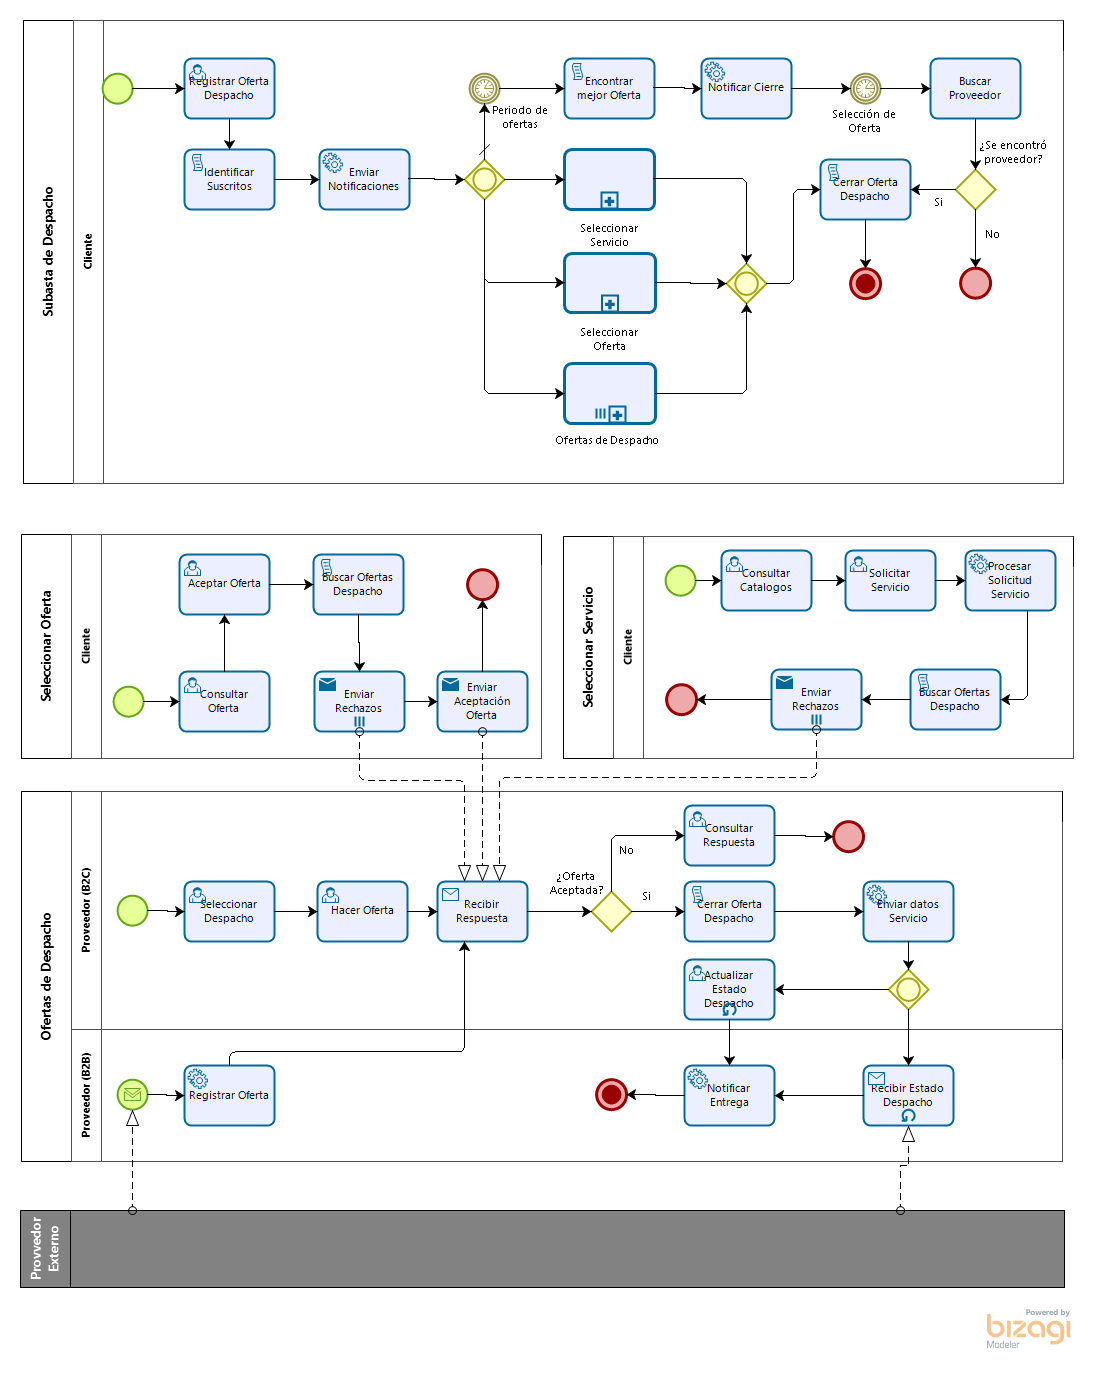 Subasta de Despacho
Cliente
Registrar Oferta
Despacho
Identificar
Suscritos
Enviar
Notificaciones
Periodo de
ofertas
Encontrar
mejor Oferta
Notificar Cierre
Selección de
Oferta
Buscar
Proveedor
¿Se encontró
proveedor?
Si
No
Cerrar Oferta
Despacho
Seleccionar
Servicio
Seleccionar
Oferta
Ofertas de Despacho
Seleccionar Oferta
Cliente
Aceptar Oferta
Buscar Ofertas
Despacho
Consultar
Oferta
Enviar
Rechazos
Enviar
Aceptación
Oferta
Seleccionar Servicio
Cliente
Consultar
Catalogos
Solicitar
Servicio
Procesar
Solicitud
Servicio
Enviar
Rechazos
Buscar Ofertas
Despacho
Ofertas de Despacho
Proveedor (B2C)
Seleccionar
Despacho
Hacer Oferta
Recibir
Respuesta
¿Oferta
Aceptada?
No
Si
Consultar
Respuesta
Cerrar Oferta
Despacho
Enviar datos
Servicio
Actualizar
Estado
Despacho
Proveedor (B2B)
Registrar Oferta
Notificar
Entrega
Recibir Estado
Despacho
Provvedor
Externo
Powered by
bizagi
Modeler